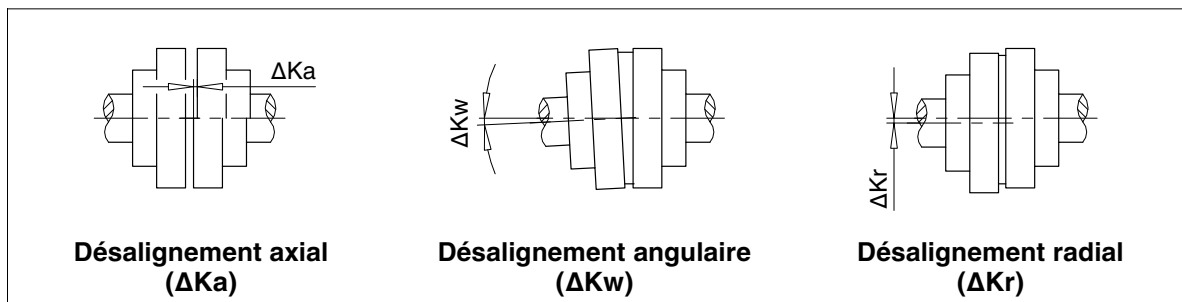 ΔKa
ΔKw
ΔKr
Désalignement axial
(ΔKa)
Désalignement angulaire
(ΔKw)
Désalignement radial
(ΔKr)